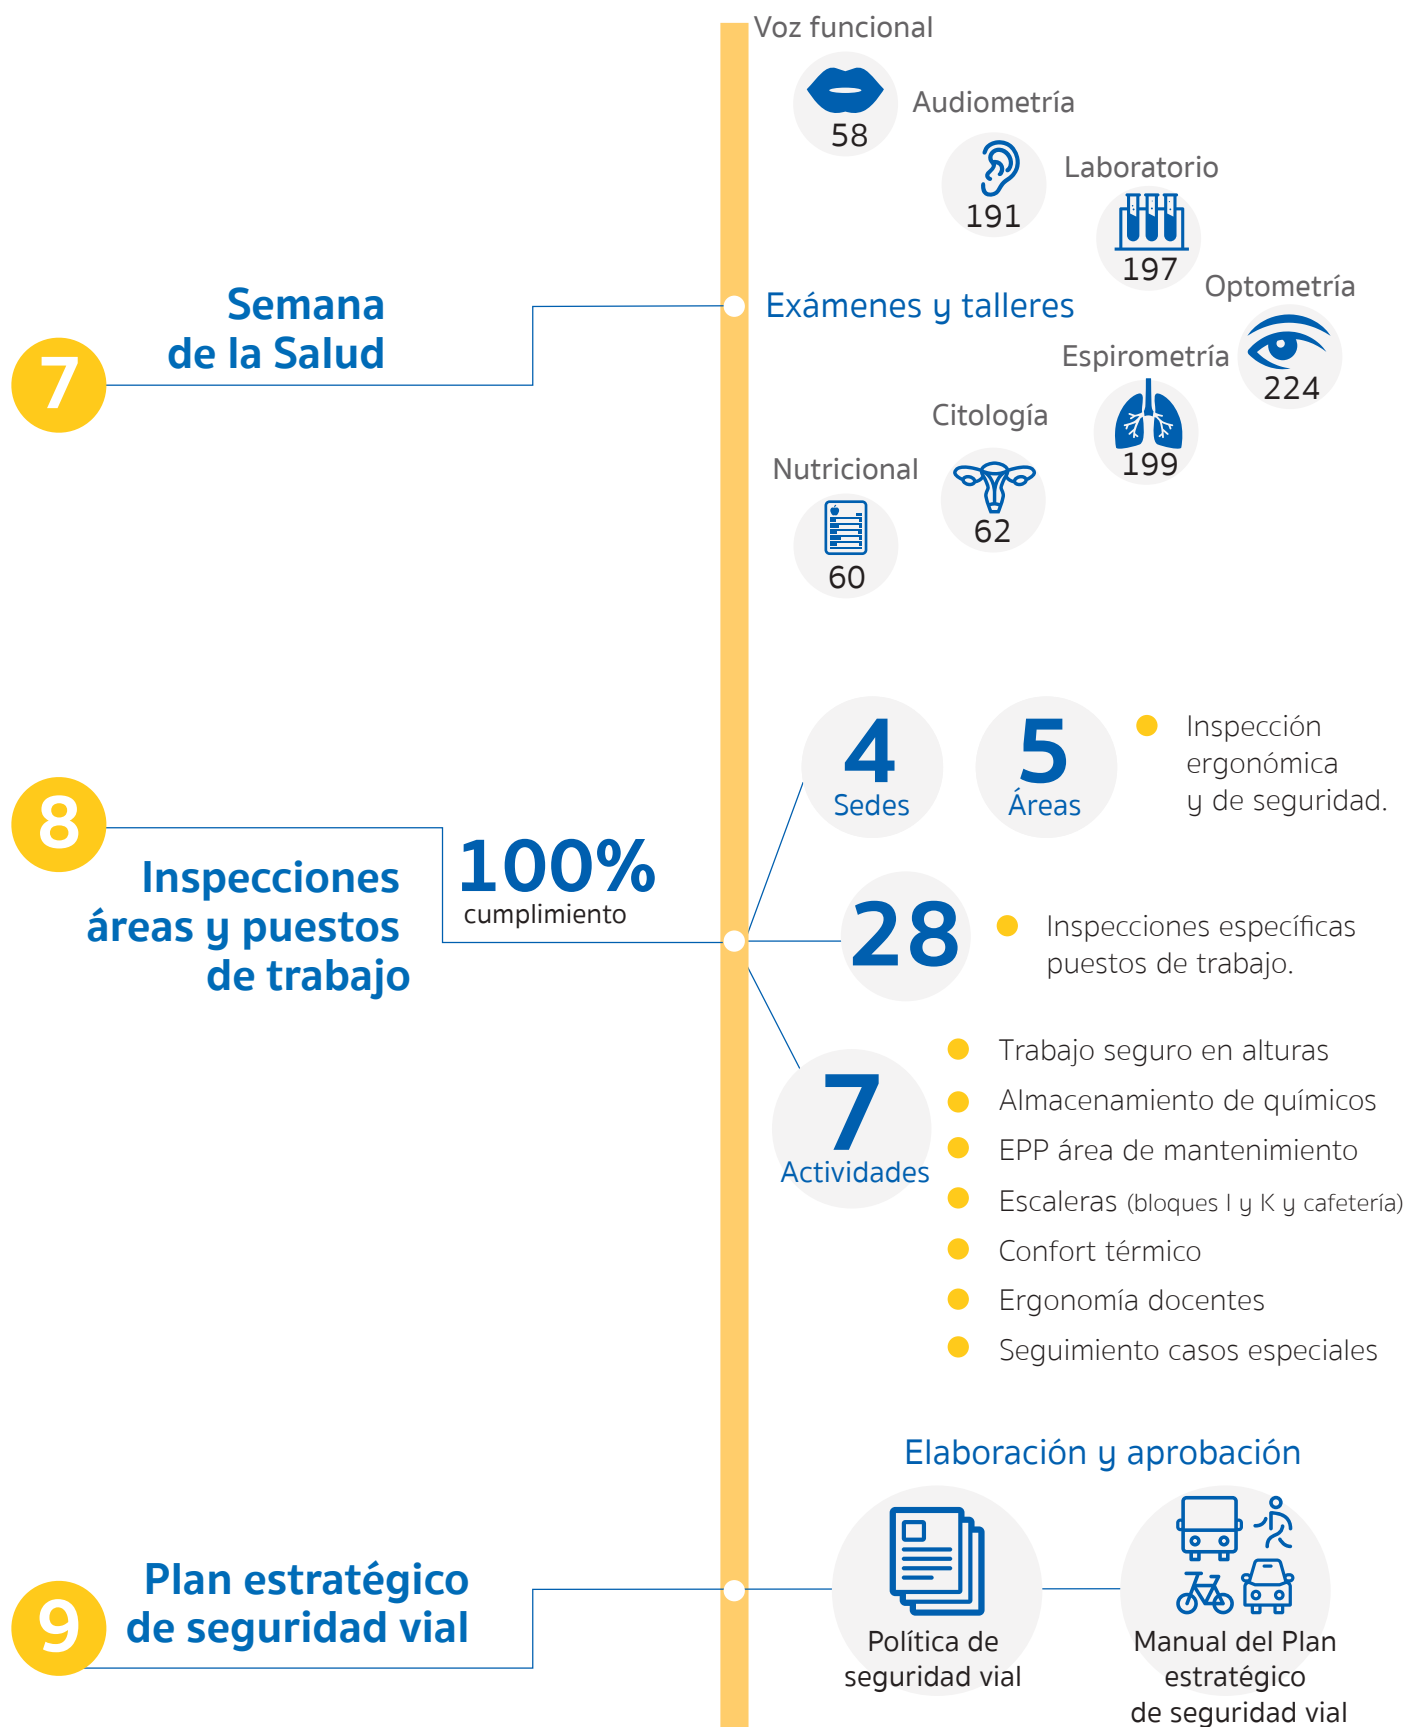 Voz funcional
58
Audiometría
191
Laboratorio
197
Optometría
224
Espirometría
199
Citología
62
Nutricional
60
Exámenes y talleres
7
Semana
de la Salud
8
Inspecciones
áreas y puestos
de trabajo
100%
cumplimiento
4
Sedes
5
Áreas
Inspección
ergonómica
y de seguridad.
28
Inspecciones específicas
puestos de trabajo.
7
Actividades
Trabajo seguro en alturas
Almacenamiento de químicos
EPP área de mantenimiento
Escaleras (bloques I y K y cafetería)
Confort térmico
Ergonomía docentes
Seguimiento casos especiales
9
Plan estratégico
de seguridad vial
Elaboración y aprobación
Política de
seguridad vial
Manual del Plan
estratégico
de seguridad vial